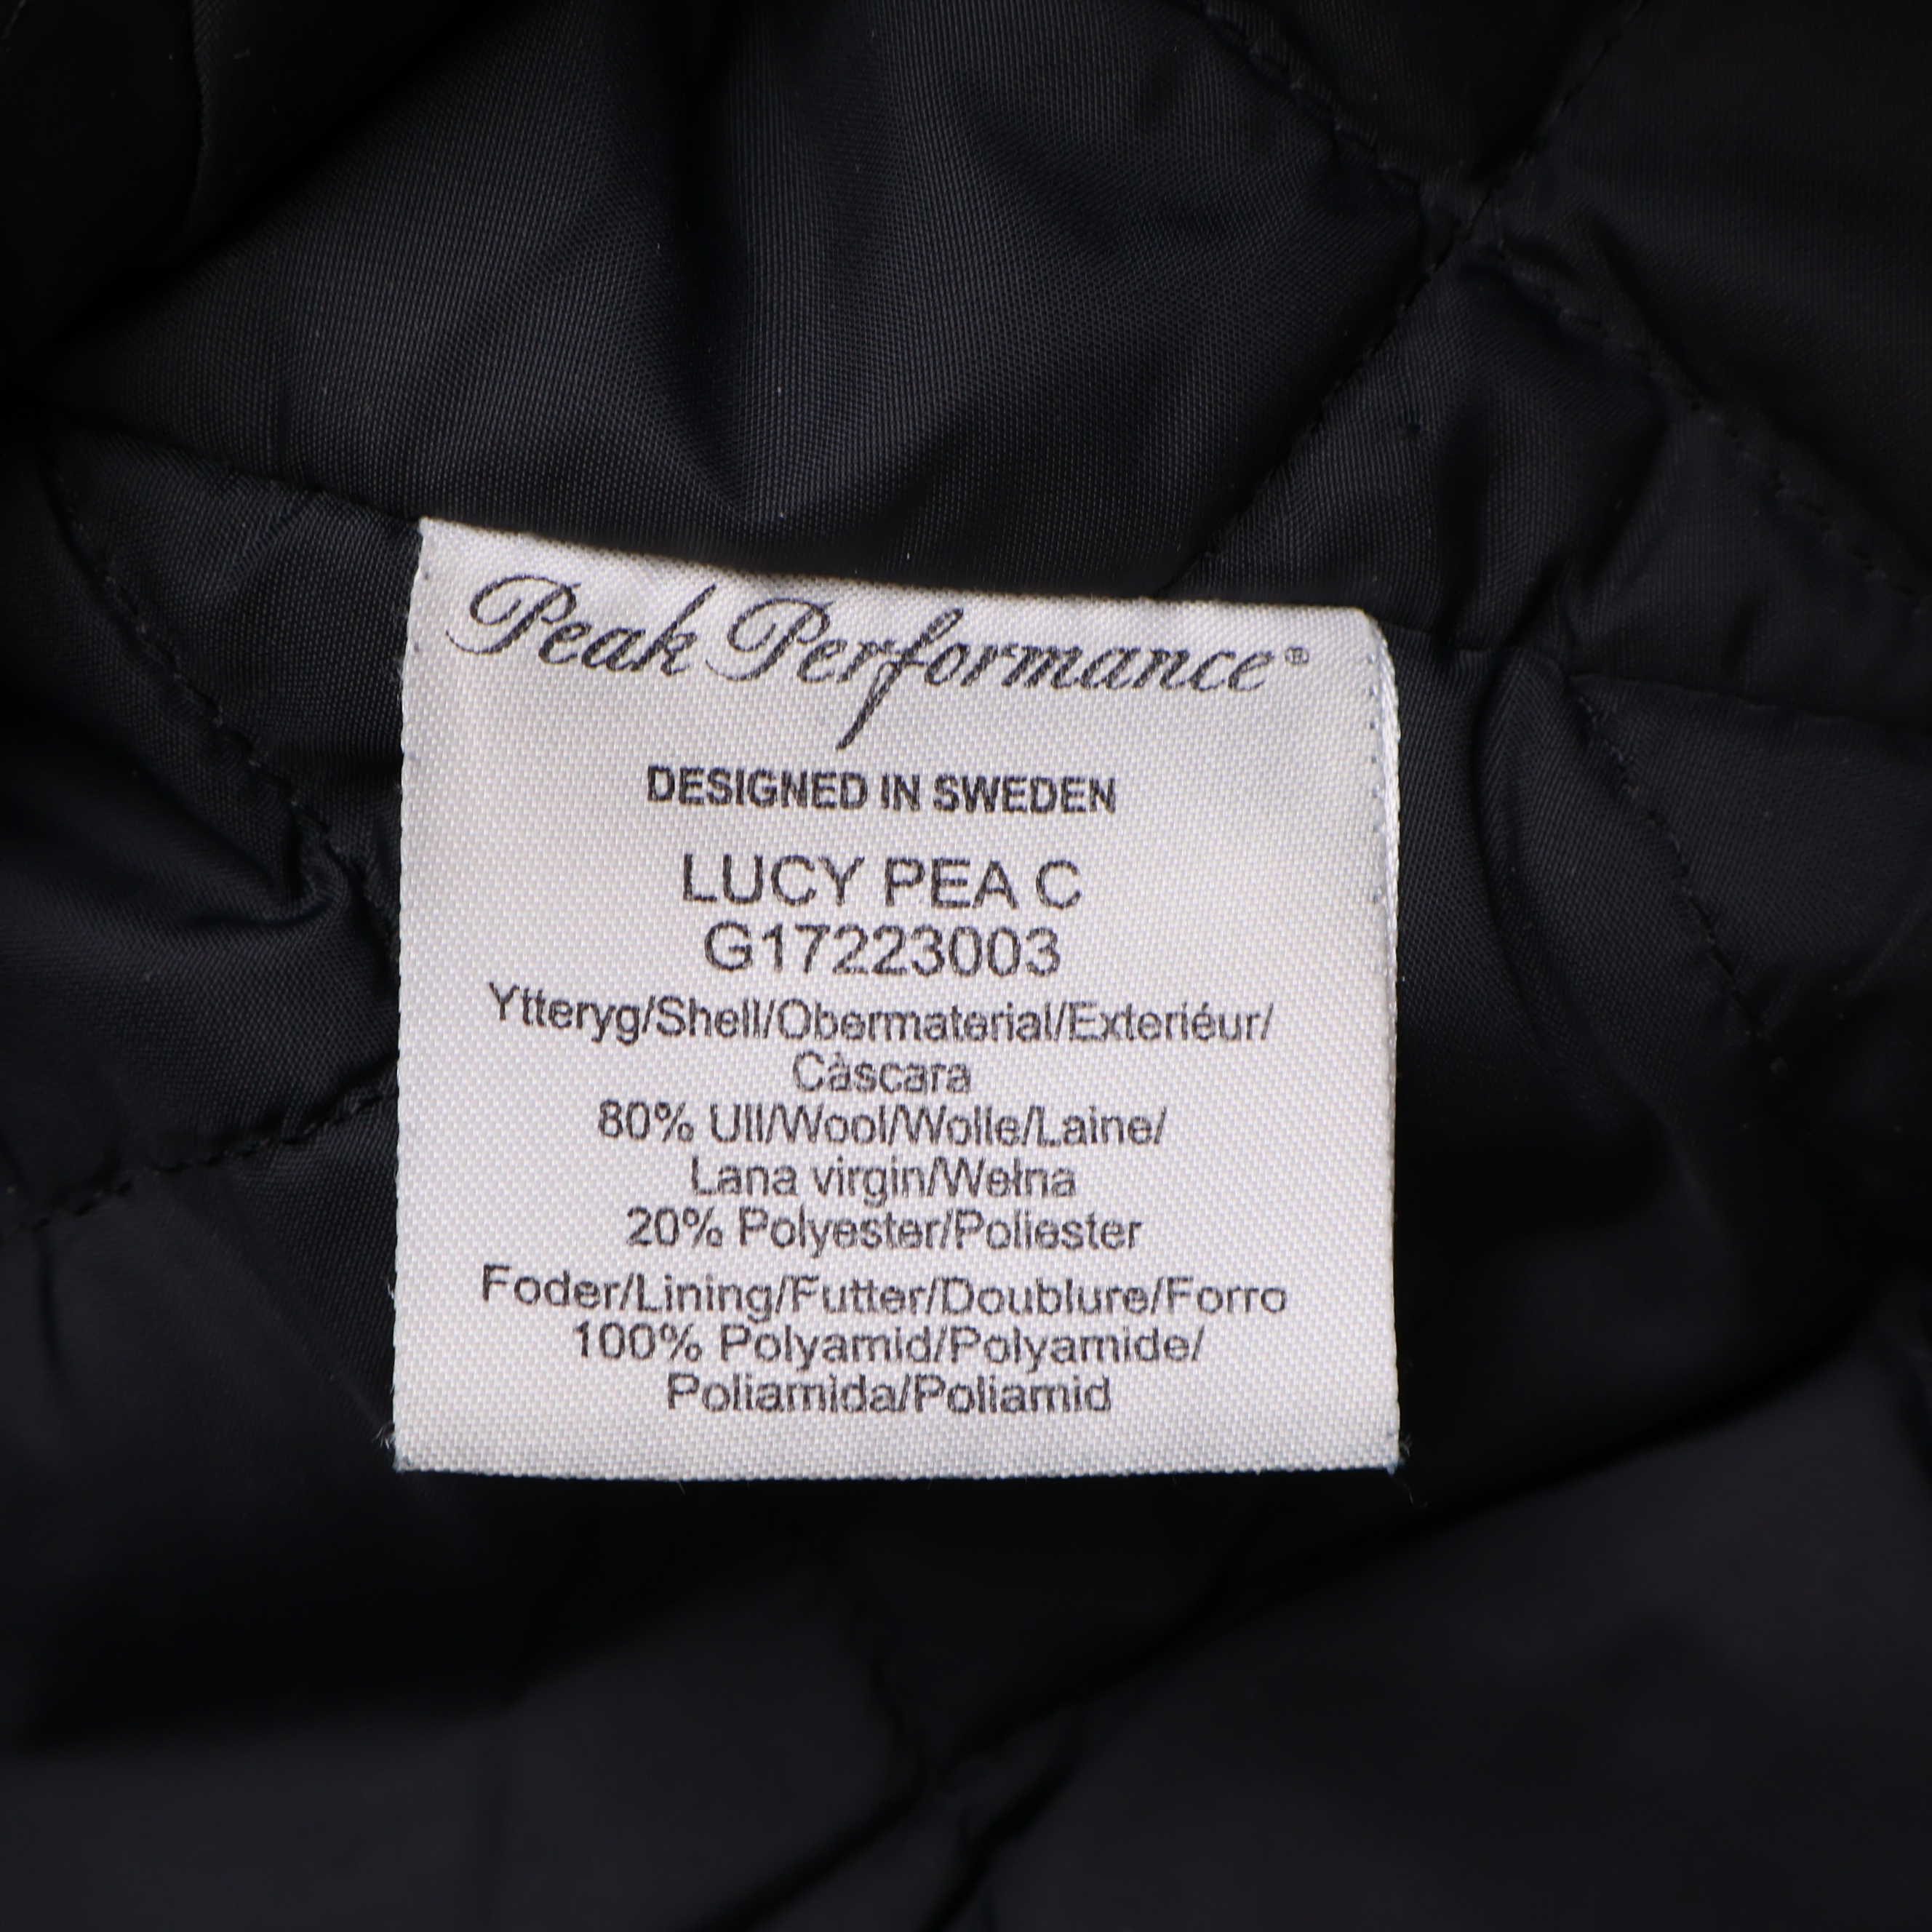 Peak Performance®
DESIGNED IN SWEDEN
LUCY PEA C
G17223003
Ytteryg/Shell/Obermaterial/Exteriéur/
Càscara
80% Ull/Wool/Wolle/Laine/
Lana virgin/Wełna
20% Polyester/Poliester
Foder/Lining/Futter/Doublure/Forro
100% Polyamid/Polyamide/
Poliamida/Poliamid